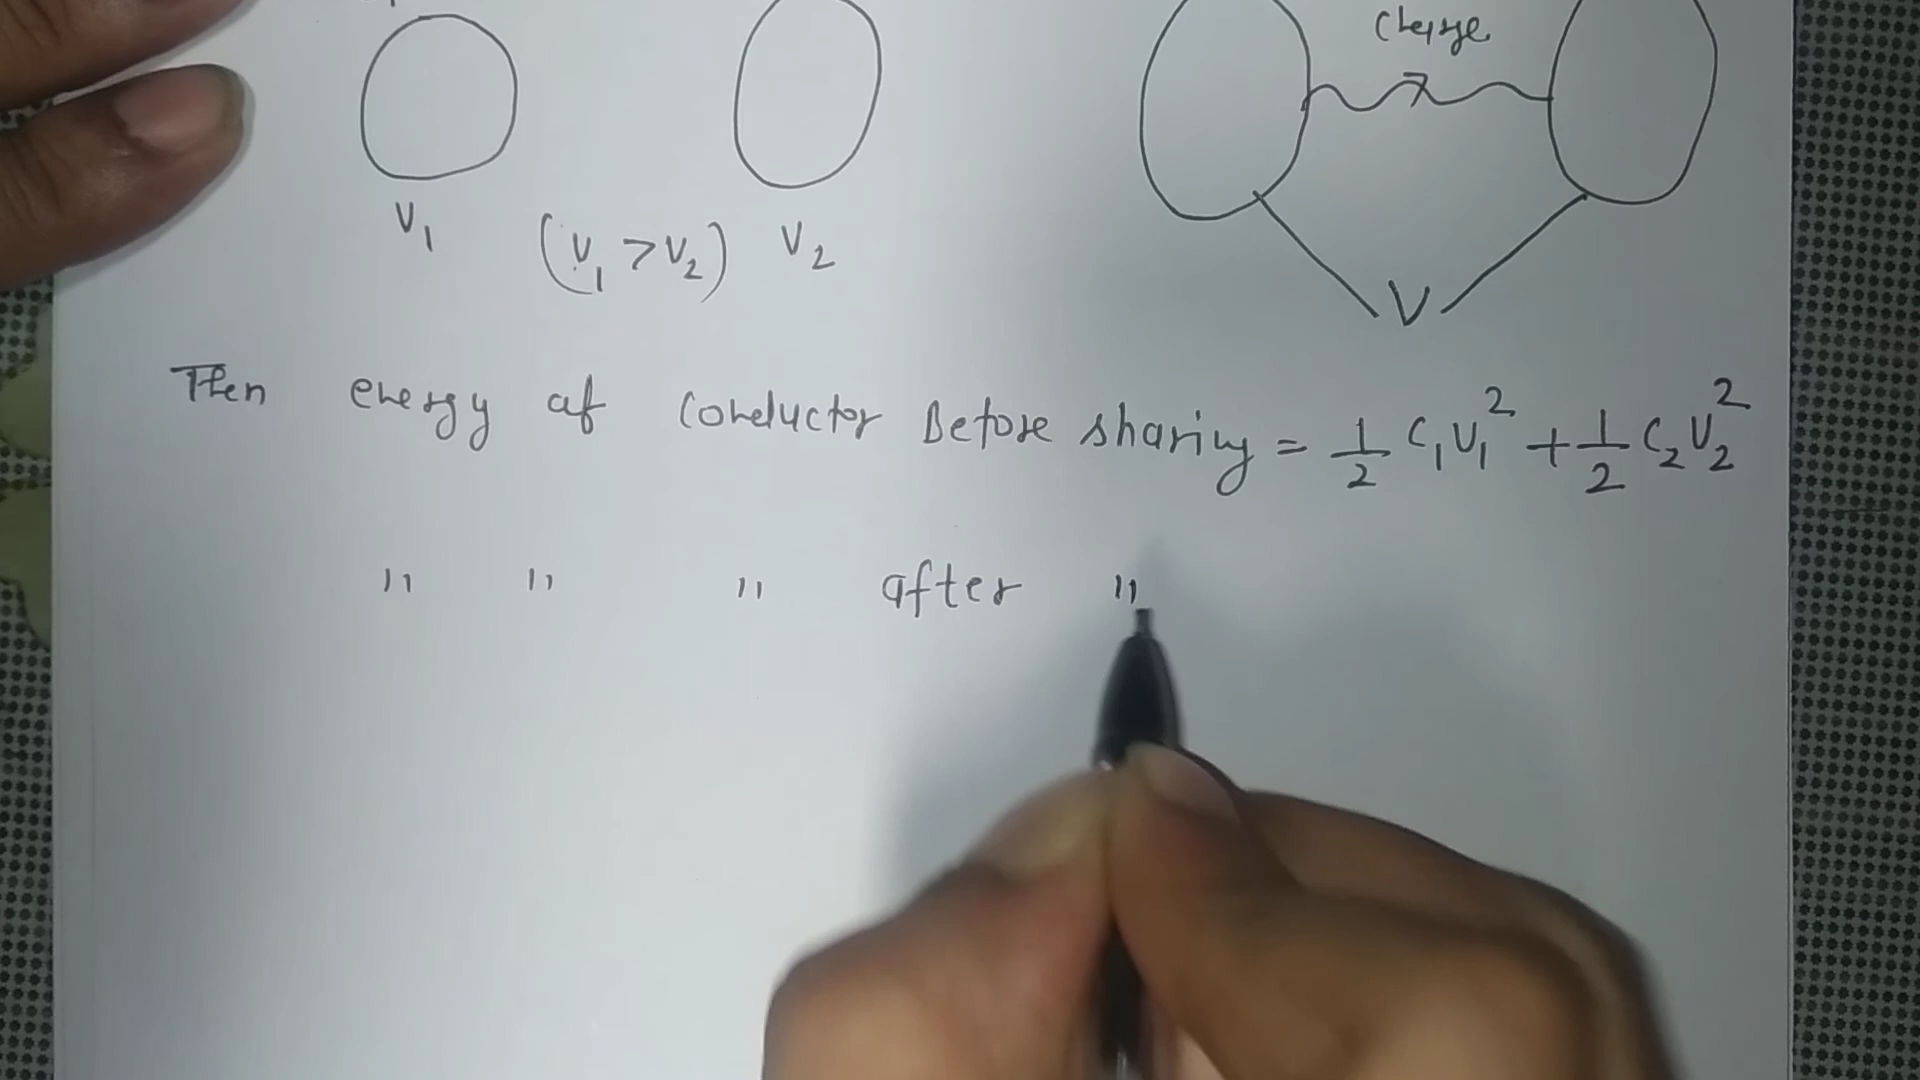 charge
V1 (V1 > V2) V2
V
Then energy of conductor Before sharing = 1/2 C1V1² + 1/2 C2V2²
" " " after "